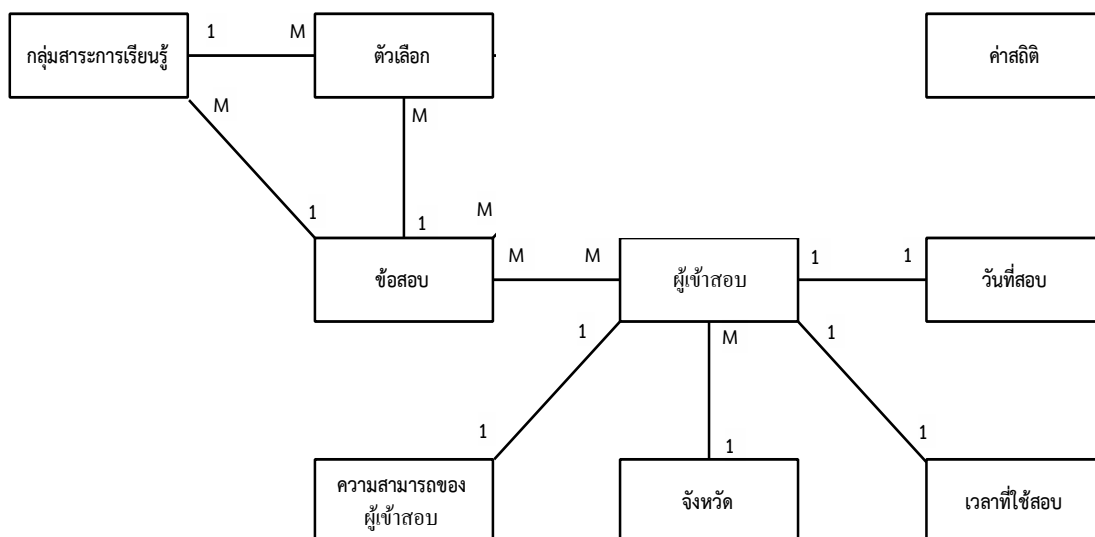 1 M
กลุ่มสาระการเรียนรู้ ตัวเลือก ค่าสถิติ
M M
1 1 M
M M 1 1
ข้อสอบ ผู้เข้าสอบ วันที่สอบ
1 M 1
1 1 1
ความสามารถของ
ผู้เข้าสอบ
จังหวัด เวลาที่ใช้สอบ